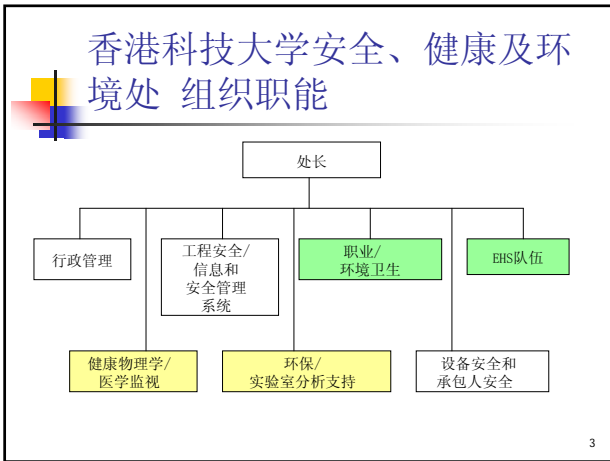 香港科技大学安全、健康及环
境处 组织职能
处长
行政管理
工程安全/
信息和
安全管理
系统
职业/
环境卫生
EHS队伍
健康物理学/
医学监视
环保/
实验室分析支持
设备安全和
承包人安全
3